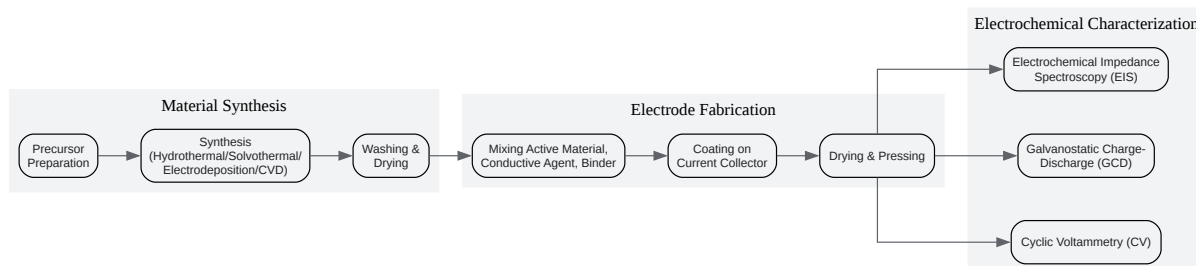 Material Synthesis
Precursor
Preparation
Synthesis
(Hydrothermal/Solvothermal/
Electrodeposition/CVD)
Washing &
Drying
Electrode Fabrication
Mixing Active Material,
Conductive Agent, Binder
Coating on
Current Collector
Drying & Pressing
Electrochemical Characterization
Electrochemical Impedance
Spectroscopy (EIS)
Galvanostatic Charge-
Discharge (GCD)
Cyclic Voltammetry (CV)